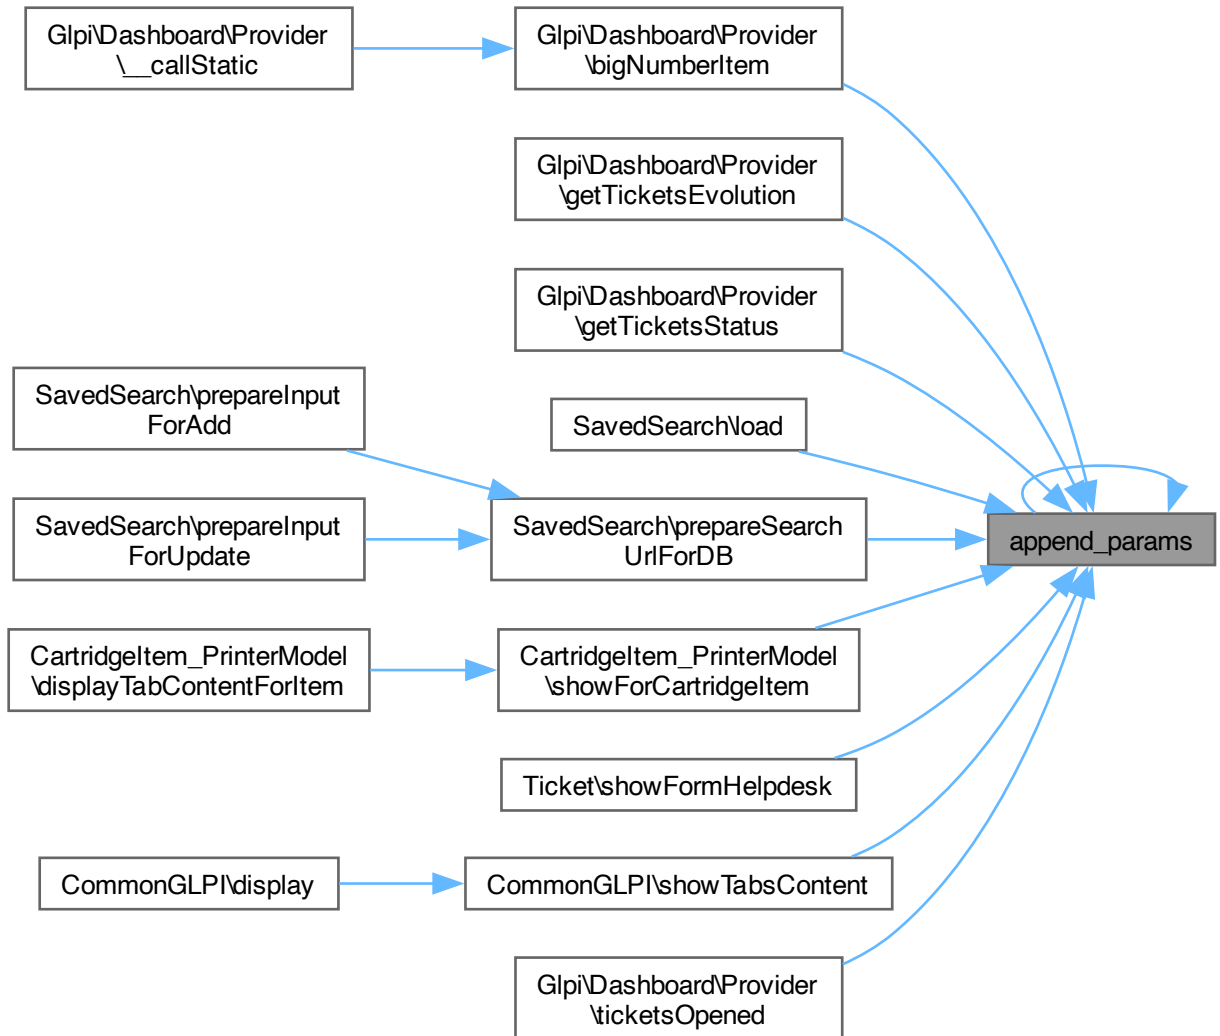 Glpi\Dashboard\Provider
\__callStatic
Glpi\Dashboard\Provider
\bigNumberItem
Glpi\Dashboard\Provider
\getTicketsEvolution
Glpi\Dashboard\Provider
\getTicketsStatus
SavedSearch\prepareInput
ForAdd
SavedSearch\load
SavedSearch\prepareInput
ForUpdate
SavedSearch\prepareSearch
UrlForDB
append_params
CartridgeItem_PrinterModel
\displayTabContentForItem
CartridgeItem_PrinterModel
\showForCartridgeItem
Ticket\showFormHelpdesk
CommonGLPI\display
CommonGLPI\showTabsContent
Glpi\Dashboard\Provider
\ticketsOpened